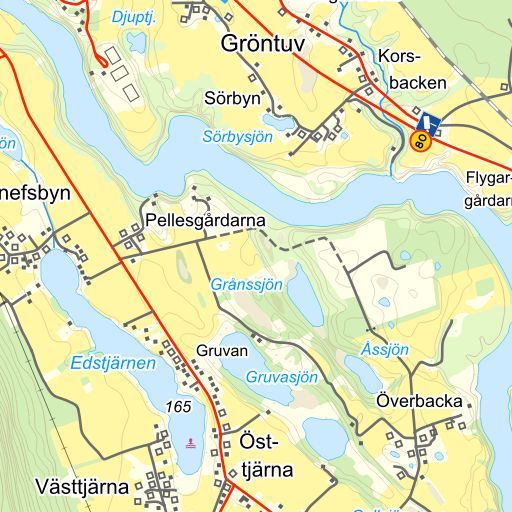 Djuptj.
Gröntuv
Kors-
backen
Sörbyn
80
Sörbysjön
Flygar-
gårdarn
nefsbyn
Pellesgårdarna
Grånssjön
Gruvan
Åssjön
Edstjärnen
Gruvasjön
165
Överbacka
Öst-
tjärna
Västtjärna